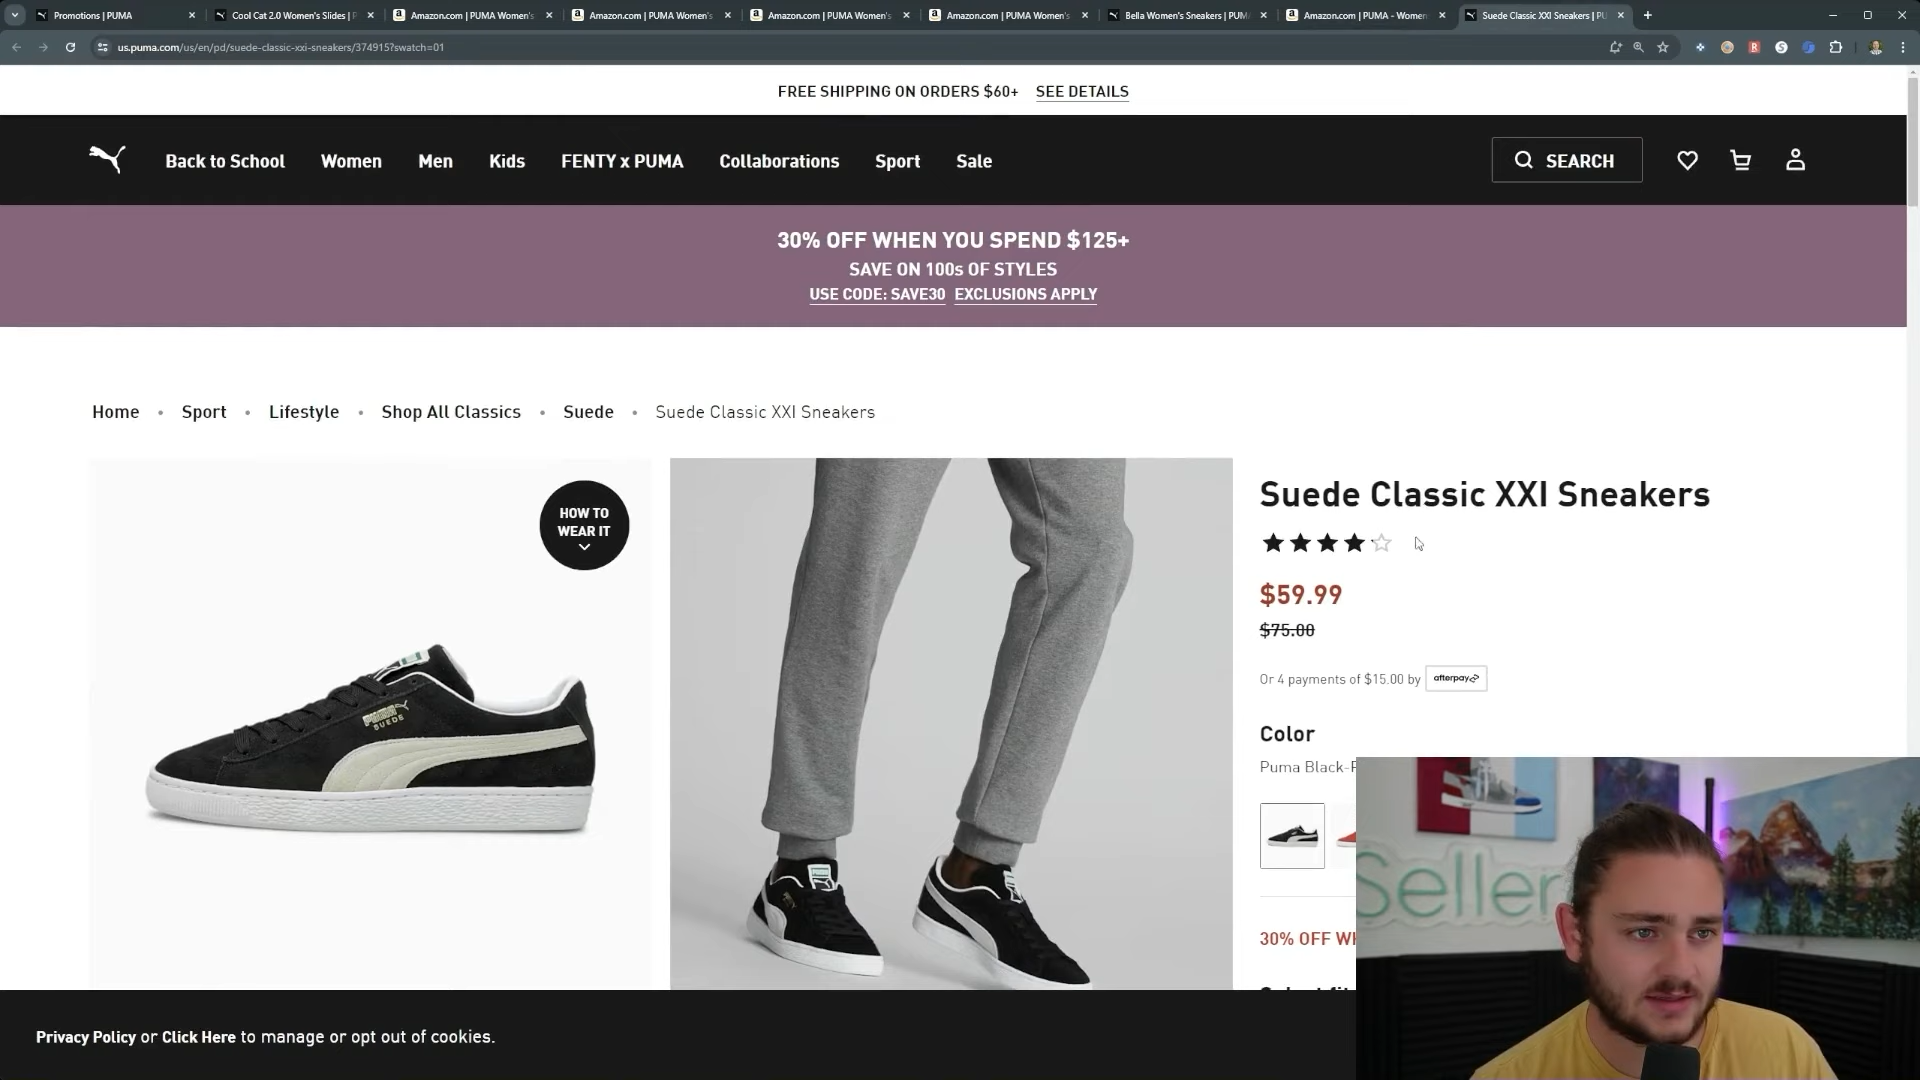 Promotions | PUMA
Cool Cat 2.0 Women's Slides | P
Amazon.com | PUMA Women's
Amazon.com | PUMA Women's
Amazon.com | PUMA Women's
Amazon.com | PUMA Women's
Bella Women's Sneakers | PUMA
Amazon.com | PUMA - Women
Suede Classic XXI Sneakers | PU
us.puma.com/us/en/pd/suede-classic-xxi-sneakers/374915?swatch=01
FREE SHIPPING ON ORDERS $60+ SEE DETAILS
Back to School Women Men Kids FENTY x PUMA Collaborations Sport Sale SEARCH
30% OFF WHEN YOU SPEND $125+
SAVE ON 100s OF STYLES
USE CODE: SAVE30 EXCLUSIONS APPLY
Home • Sport • Lifestyle • Shop All Classics • Suede • Suede Classic XXI Sneakers
HOW TO
WEAR IT
PUMA
SUEDE
Suede Classic XXI Sneakers
$59.99
$75.00
Or 4 payments of $15.00 by afterpay
Color
Puma Black-P
30% OFF WH
Seller
Privacy Policy or Click Here to manage or opt out of cookies.